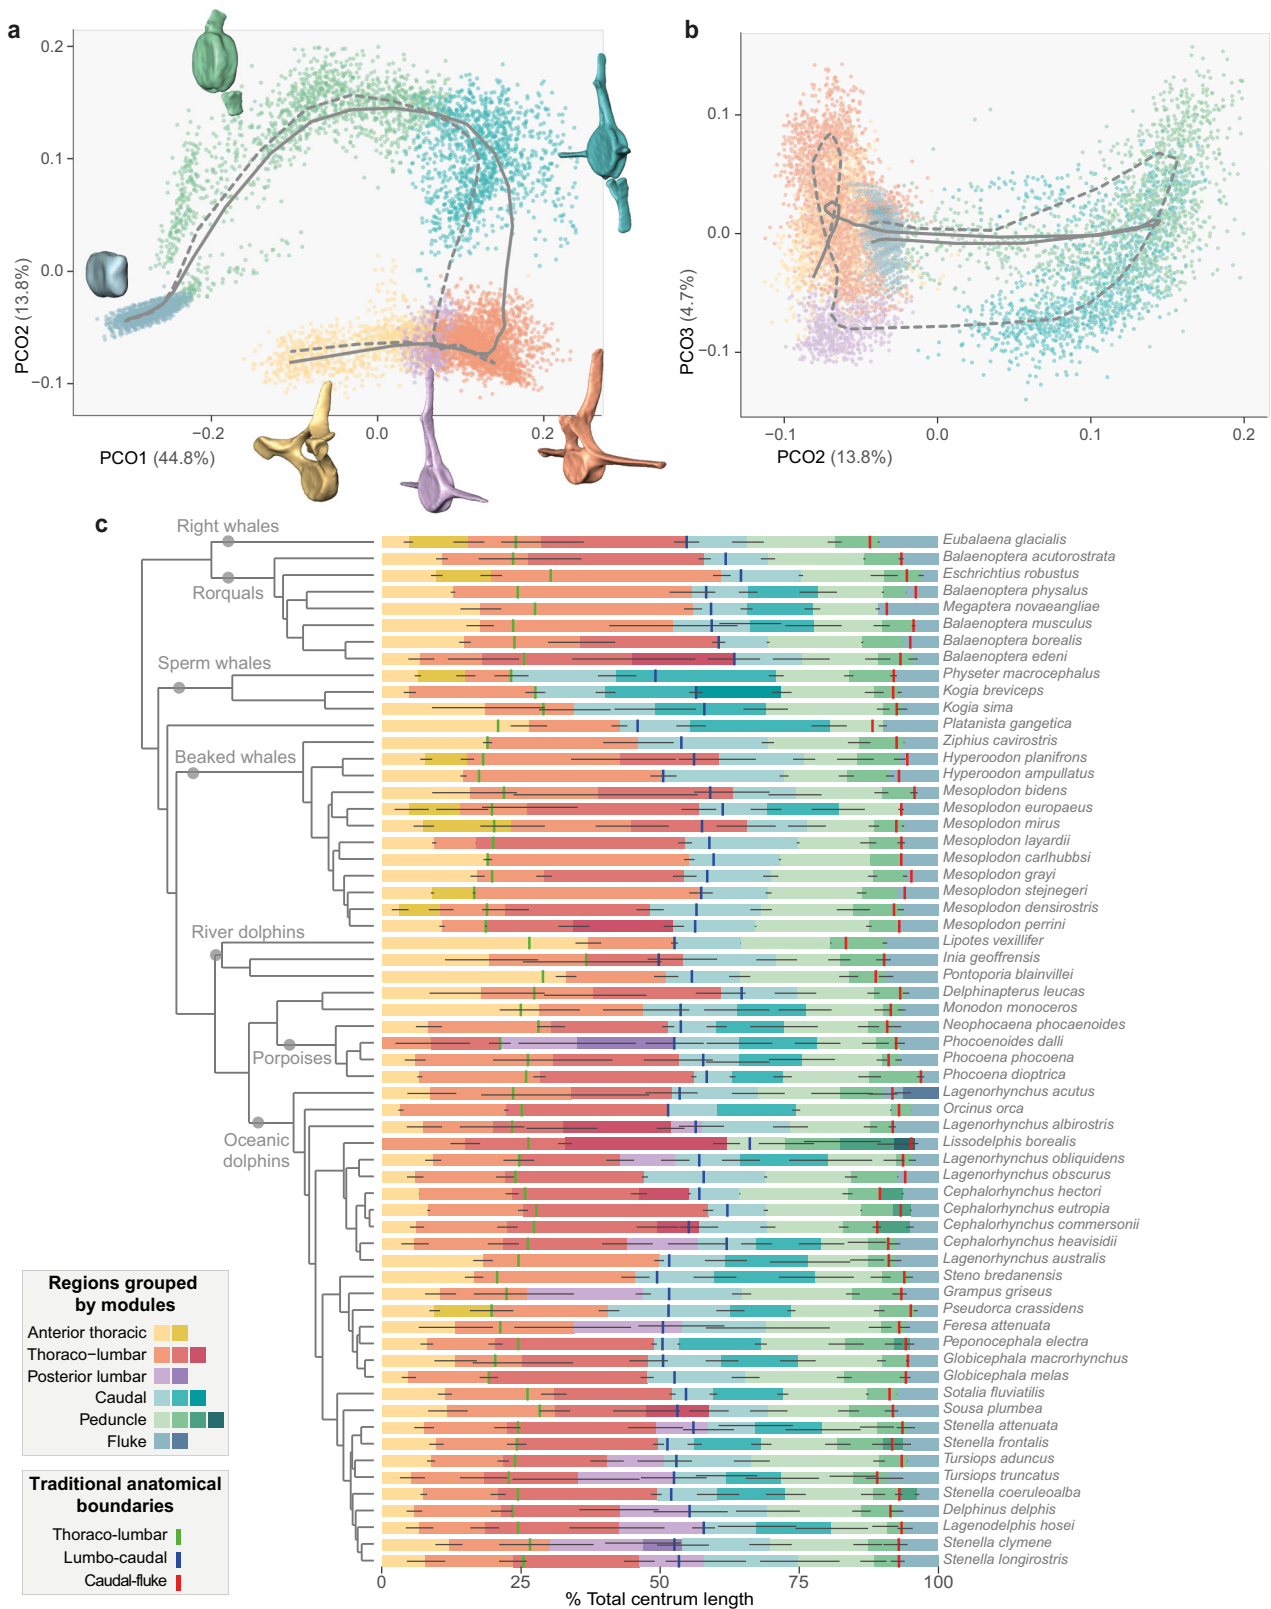 a
0.2
0.1
0.0
−0.1
PCO2 (13.8%)
−0.2
0.0
0.2
PCO1 (44.8%)
b
0.1
0.0
−0.1
PCO3 (4.7%)
−0.1
0.0
0.1
0.2
PCO2 (13.8%)
c
Right whales
Rorquals
Sperm whales
Beaked whales
River dolphins
Porpoises
Oceanic
dolphins
Eubalaena glacialis
Balaenoptera acutorostrata
Eschrichtius robustus
Balaenoptera physalus
Megaptera novaeangliae
Balaenoptera musculus
Balaenoptera borealis
Balaenoptera edeni
Physeter macrocephalus
Kogia breviceps
Kogia sima
Platanista gangetica
Ziphius cavirostris
Hyperoodon planifrons
Hyperoodon ampullatus
Mesoplodon bidens
Mesoplodon europaeus
Mesoplodon mirus
Mesoplodon layardii
Mesoplodon carlhubbsi
Mesoplodon grayi
Mesoplodon stejnegeri
Mesoplodon densirostris
Mesoplodon perrini
Lipotes vexillifer
Inia geoffrensis
Pontoporia blainvillei
Delphinapterus leucas
Monodon monoceros
Neophocaena phocaenoides
Phocoenoides dalli
Phocoena phocoena
Phocoena dioptrica
Lagenorhynchus acutus
Orcinus orca
Lagenorhynchus albirostris
Lissodelphis borealis
Lagenorhynchus obliquidens
Lagenorhynchus obscurus
Cephalorhynchus hectori
Cephalorhynchus eutropia
Cephalorhynchus commersonii
Cephalorhynchus heavisidii
Lagenorhynchus australis
Steno bredanensis
Grampus griseus
Pseudorca crassidens
Feresa attenuata
Peponocephala electra
Globicephala macrorhynchus
Globicephala melas
Sotalia fluviatilis
Sousa plumbea
Stenella attenuata
Stenella frontalis
Tursiops aduncus
Tursiops truncatus
Stenella coeruleoalba
Delphinus delphis
Lagenodelphis hosei
Stenella clymene
Stenella longirostris
0
25
50
75
100
% Total centrum length
Regions grouped
by modules
Anterior thoracic
Thoraco−lumbar
Posterior lumbar
Caudal
Peduncle
Fluke
Traditional anatomical
boundaries
Thoraco-lumbar
Lumbo-caudal
Caudal-fluke